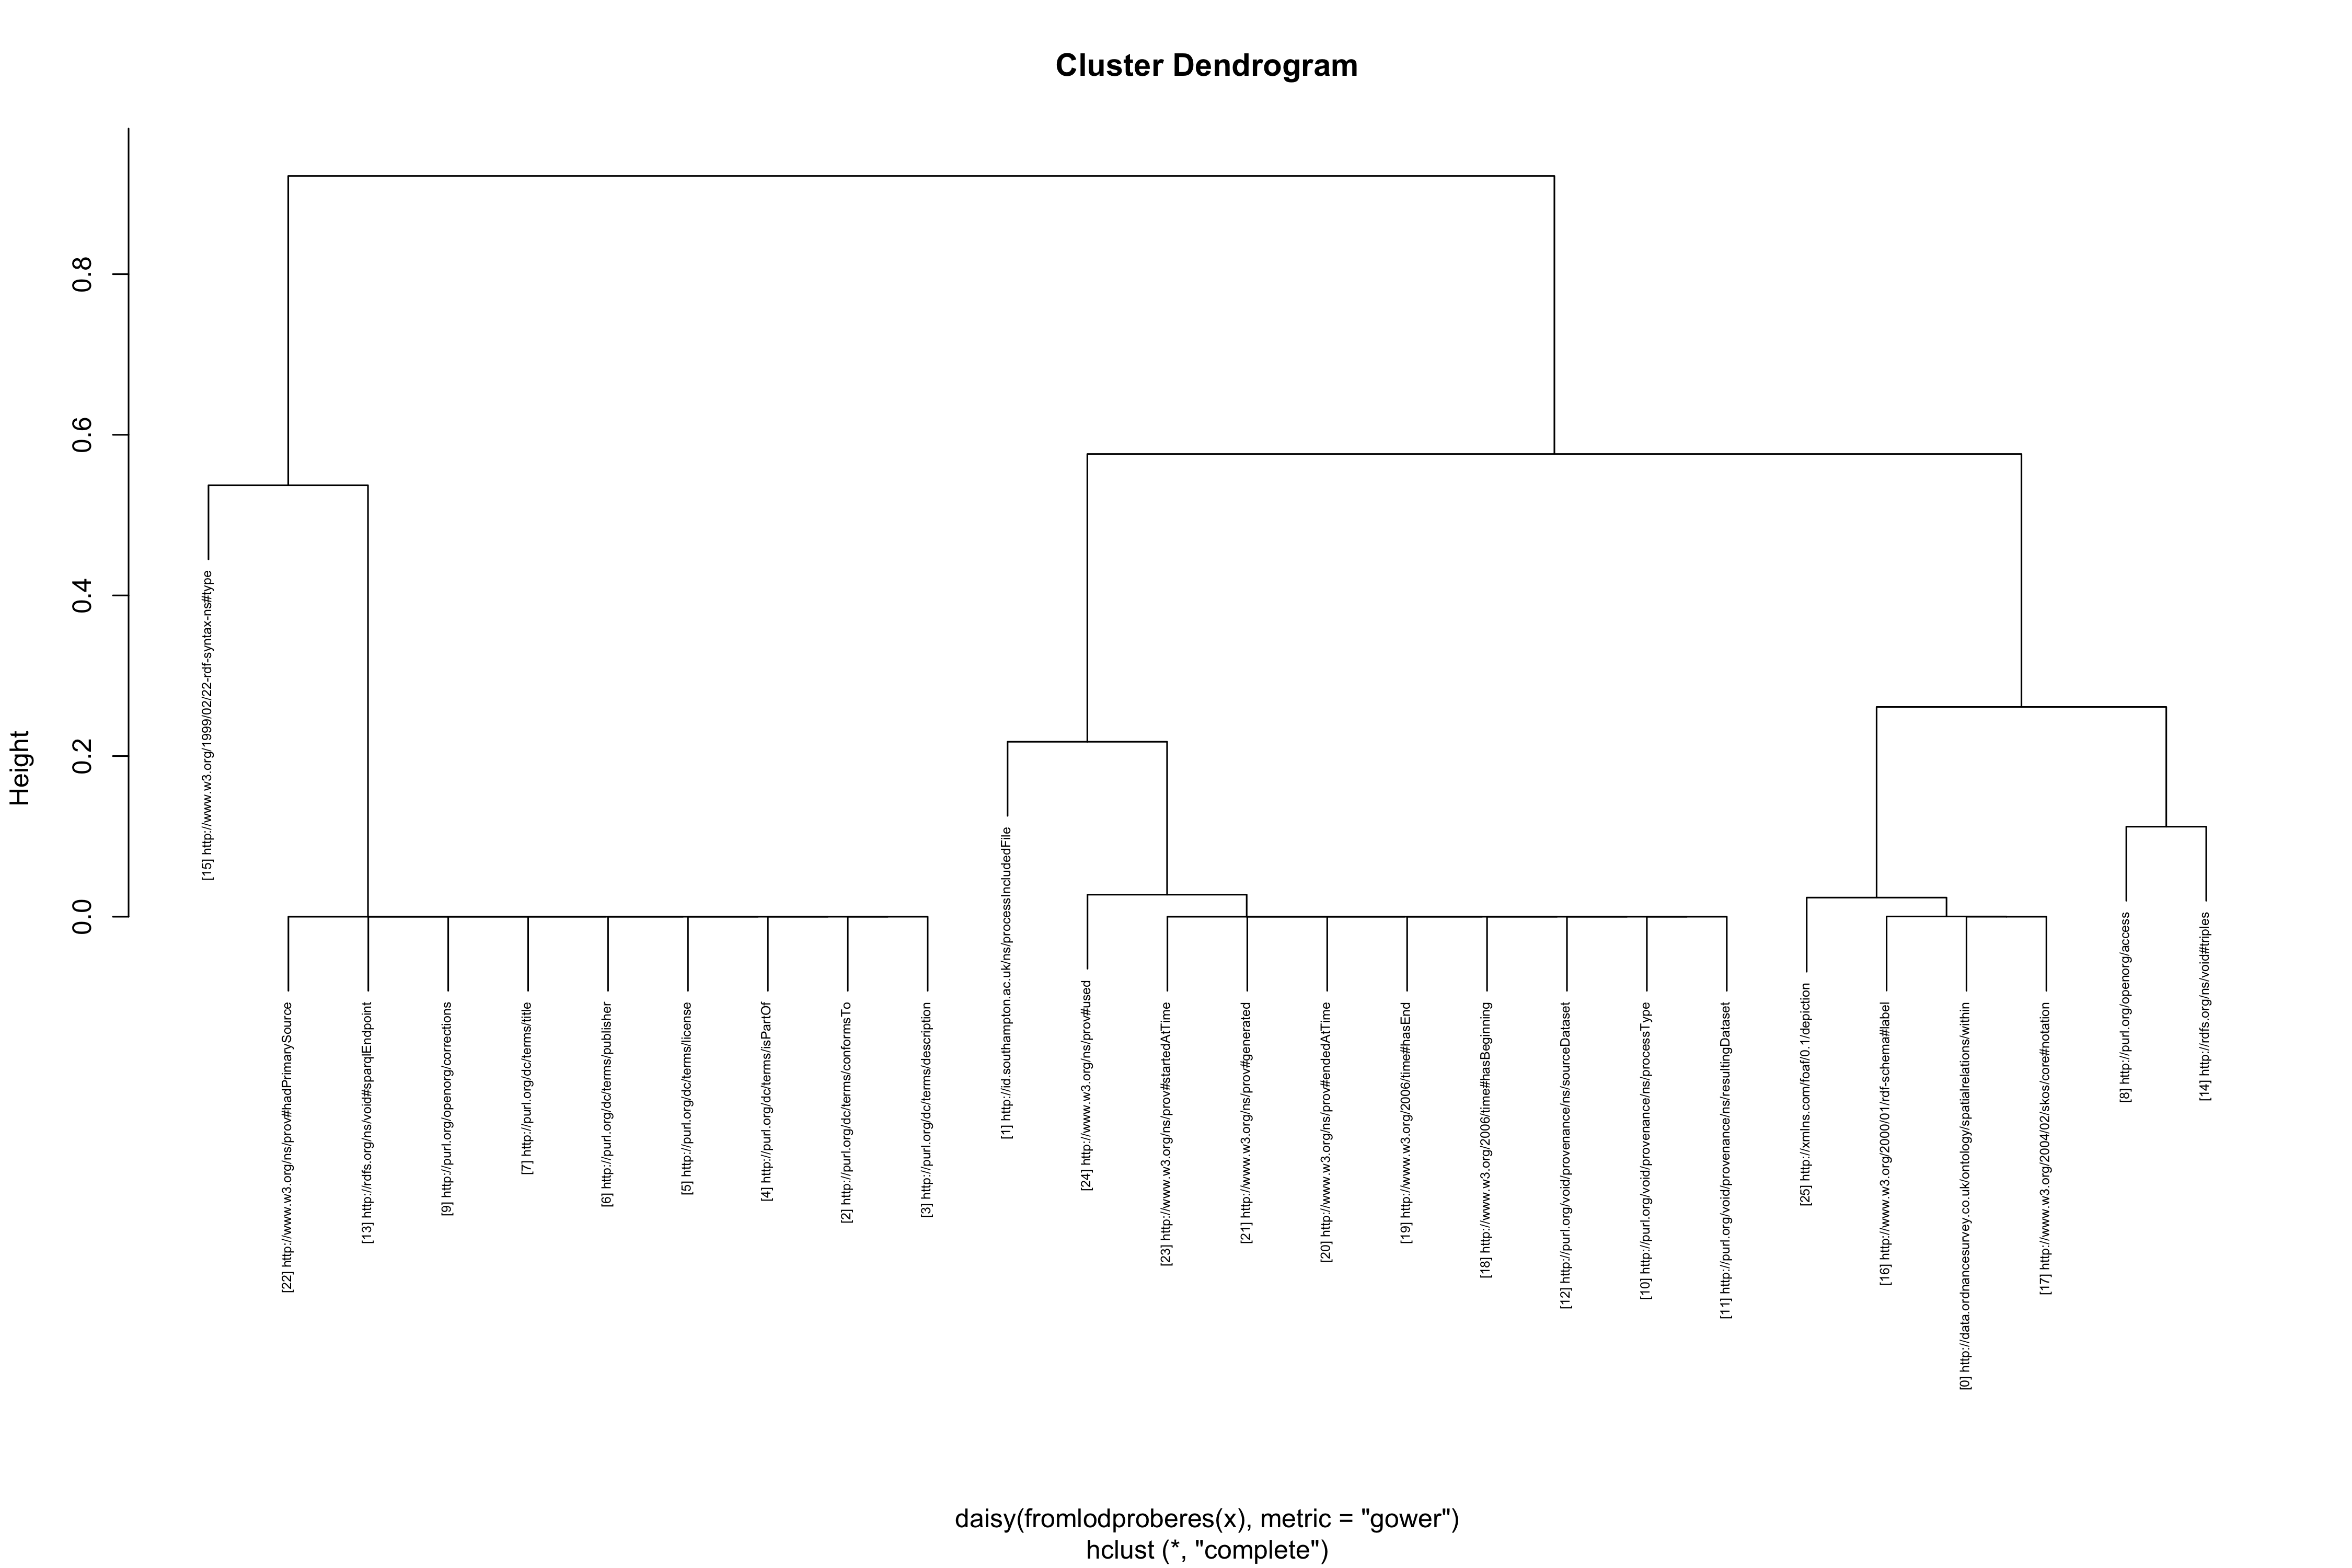 Cluster Dendrogram
Height
0.0
0.2
0.4
0.6
0.8
[15] http://www.w3.org/1999/02/22-rdf-syntax-ns#type
[22] http://www.w3.org/ns/prov#hadPrimarySource
[13] http://rdfs.org/ns/void#sparqlEndpoint
[9] http://purl.org/openorg/corrections
[7] http://purl.org/dc/terms/title
[6] http://purl.org/dc/terms/publisher
[5] http://purl.org/dc/terms/license
[4] http://purl.org/dc/terms/isPartOf
[2] http://purl.org/dc/terms/conformsTo
[3] http://purl.org/dc/terms/description
[1] http://id.southampton.ac.uk/ns/processIncludedFile
[24] http://www.w3.org/ns/prov#used
[23] http://www.w3.org/ns/prov#startedAtTime
[21] http://www.w3.org/ns/prov#generated
[20] http://www.w3.org/ns/prov#endedAtTime
[19] http://www.w3.org/2006/time#hasEnd
[18] http://www.w3.org/2006/time#hasBeginning
[12] http://purl.org/void/provenance/ns/sourceDataset
[10] http://purl.org/void/provenance/ns/processType
[11] http://purl.org/void/provenance/ns/resultingDataset
[25] http://xmlns.com/foaf/0.1/depiction
[16] http://www.w3.org/2000/01/rdf-schema#label
[0] http://data.ordnancesurvey.co.uk/ontology/spatialrelations/within
[17] http://www.w3.org/2004/02/skos/core#notation
[8] http://purl.org/openorg/access
[14] http://rdfs.org/ns/void#triples
daisy(fromlodproberes(x), metric = "gower")
hclust (*, "complete")